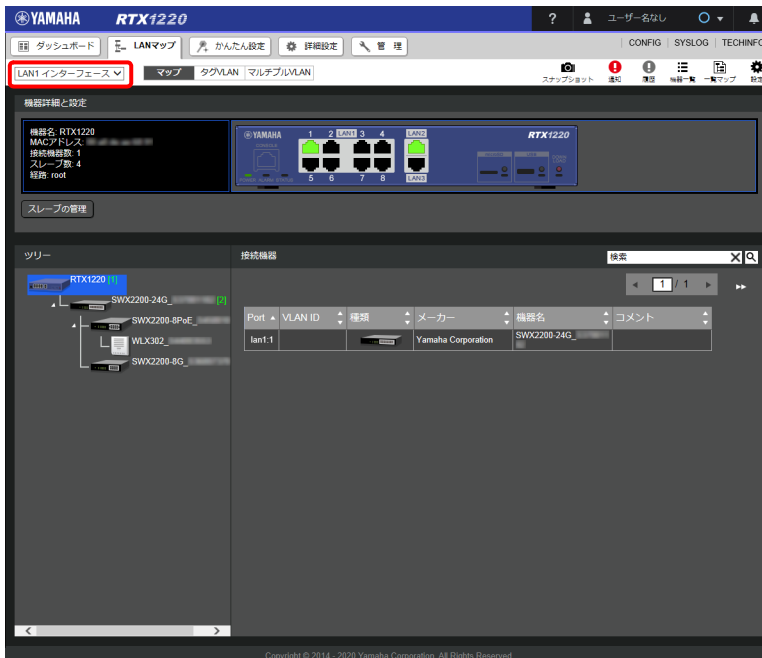 YAMAHA RTX1220 ? ユーザー名なし
ダッシュボード LANマップ かんたん設定 詳細設定 管 理 CONFIG SYSLOG TECHINFO
LAN1 インターフェース マップ タグVLAN マルチプルVLAN
スナップショット 通知 履歴 機器一覧 一覧マップ 設定
機器詳細と設定
機器名: RTX1220
MACアドレス:
接続機器数: 1
スレーブ数: 4
経路: root
YAMAHA 1 2 LAN1 3 4 LAN2 RTX1220
CONSOLE
POWER ALARM STATUS 5 6 7 8 LAN3
スレーブの管理
ツリー
RTX1220 [1]
SWX2200-24G_ [2]
SWX2200-8PoE_
WLX302_
SWX2200-8G_
接続機器 検索
1 / 1
Port VLAN ID 種類 メーカー 機器名 コメント
lan1:1 Yamaha Corporation SWX2200-24G_
Copyright © 2014 - 2020 Yamaha Corporation. All Rights Reserved.